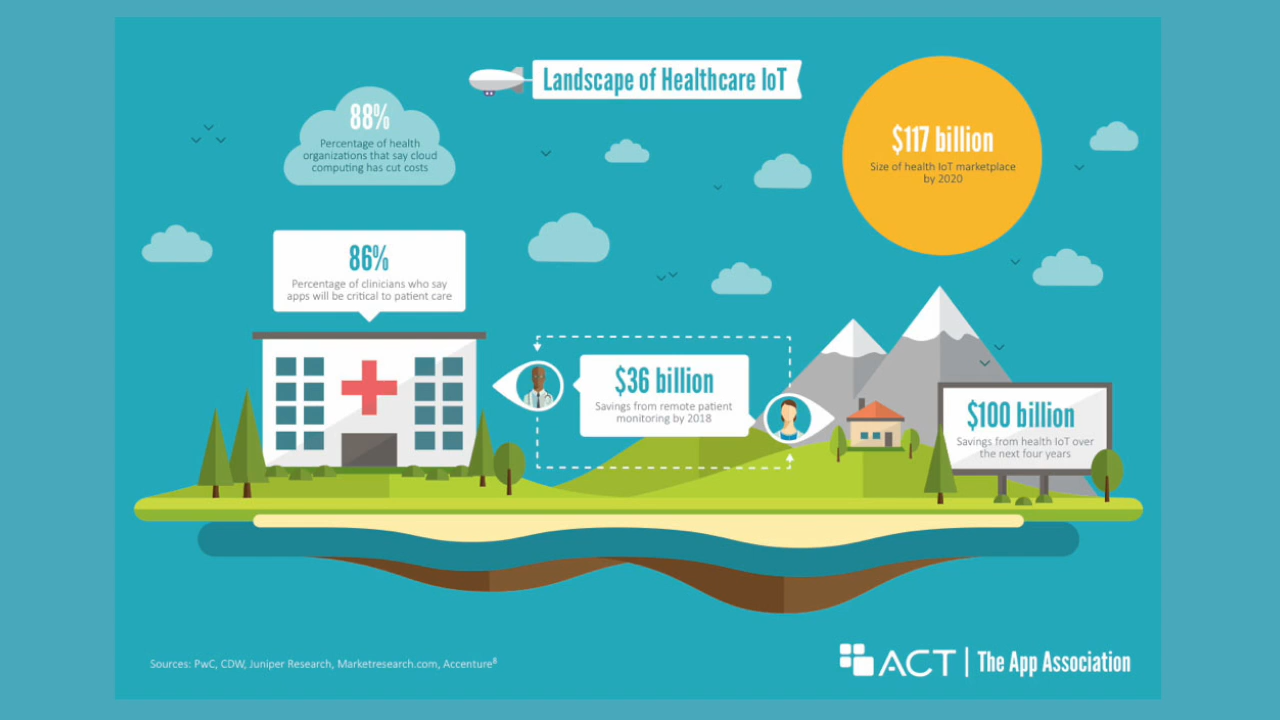 Landscape of Healthcare IoT
88%
Percentage of health
organizations that say cloud
computing has cut costs
$117 billion
Size of health IoT marketplace
by 2020
86%
Percentage of clinicians who say
apps will be critical to patient care
$36 billion
Savings from remote patient
monitoring by 2018
$100 billion
Savings from health IoT over
the next four years
Sources: PwC, CDW, Juniper Research, Marketresearch.com, Accenture⁸
ACT | The App Association